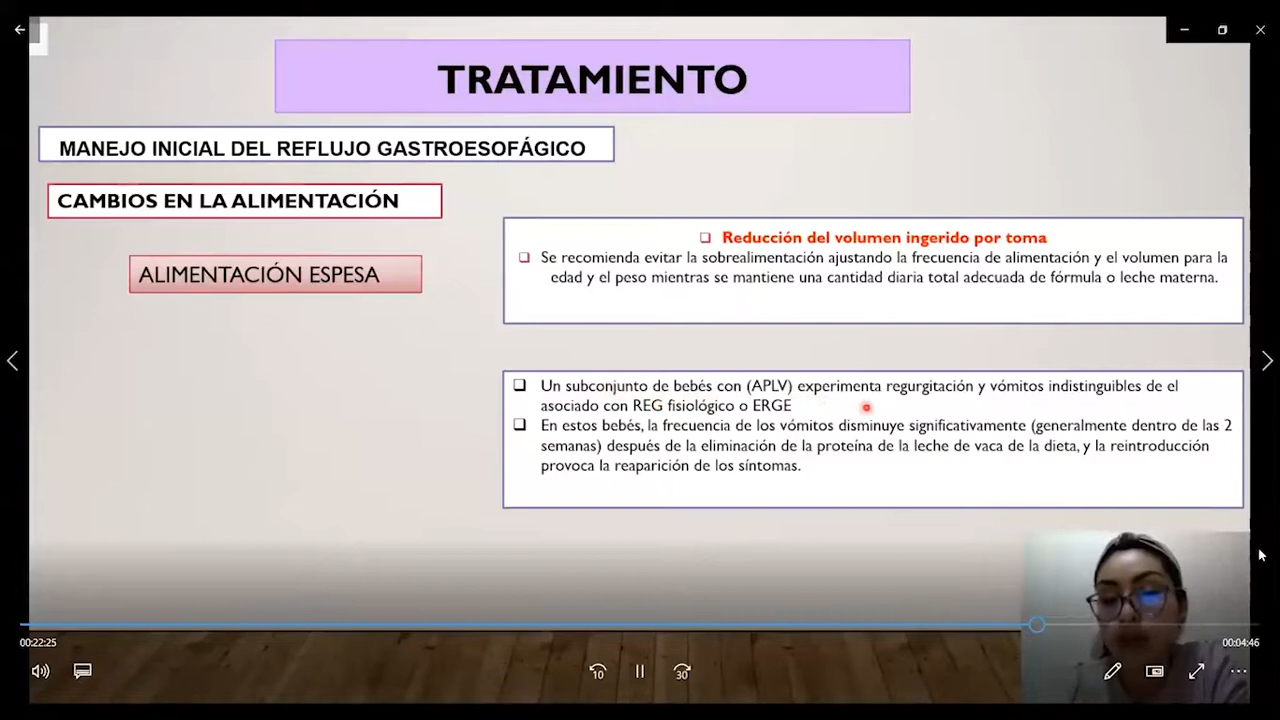 TRATAMIENTO
MANEJO INICIAL DEL REFLUJO GASTROESOFÁGICO
CAMBIOS EN LA ALIMENTACIÓN
ALIMENTACIÓN ESPESA
Reducción del volumen ingerido por toma
Se recomienda evitar la sobrealimentación ajustando la frecuencia de alimentación y el volumen para la
edad y el peso mientras se mantiene una cantidad diaria total adecuada de fórmula o leche materna.
Un subconjunto de bebés con (APLV) experimenta regurgitación y vómitos indistinguibles de el
asociado con REG fisiológico o ERGE
En estos bebés, la frecuencia de los vómitos disminuye significativamente (generalmente dentro de las 2
semanas) después de la eliminación de la proteína de la leche de vaca de la dieta, y la reintroducción
provoca la reaparición de los síntomas.
00:22:25
00:04:46
10
30